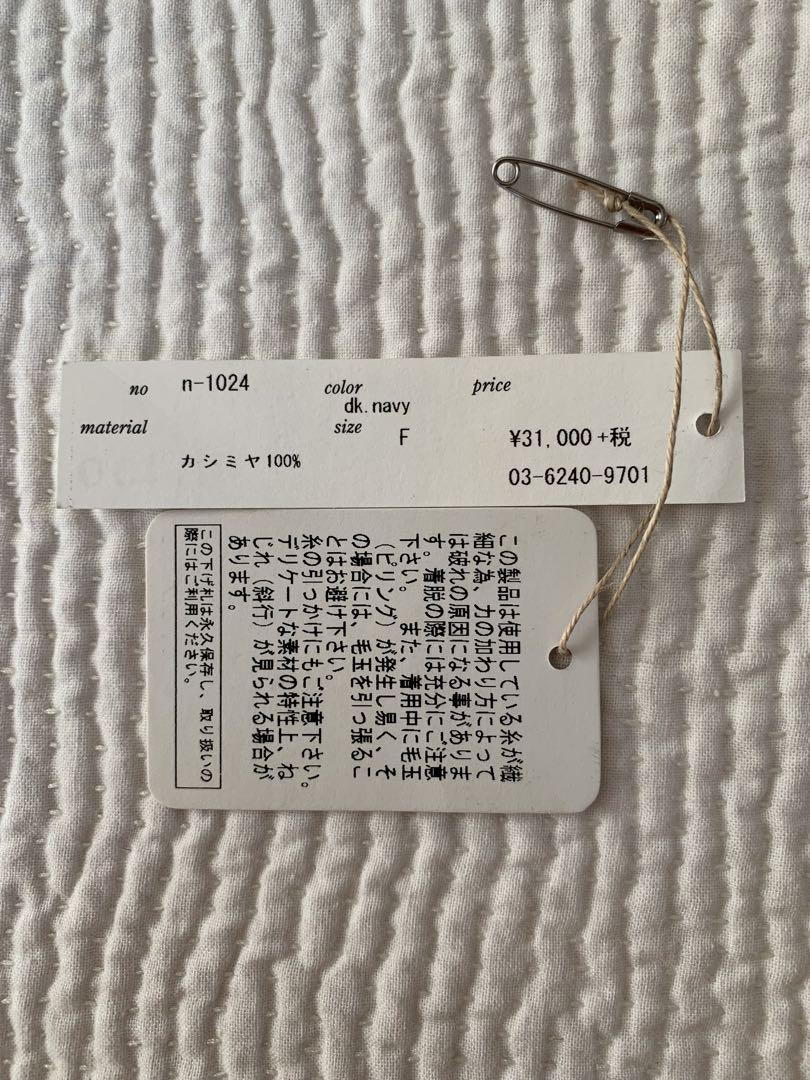 no n-1024 color dk.navy price
material カシミヤ100% size F ¥31,000+税
03-6240-9701
この製品は使用している糸が繊
細な為、力の加わり方によって
は破れの原因になる事がありま
す。着脱の際には充分にご注意
下さい。 また、着用中に毛玉
（ピリング）が発生し易く、そ
の場合には、毛玉を引っ張るこ
とはお避け下さい。
糸の引っかけにもご注意下さい。
デリケートな素材の特性上、ね
じれ（斜行）が見られる場合が
あります。
この下げ札は永久保存し、取り扱いの
際にはご利用ください。